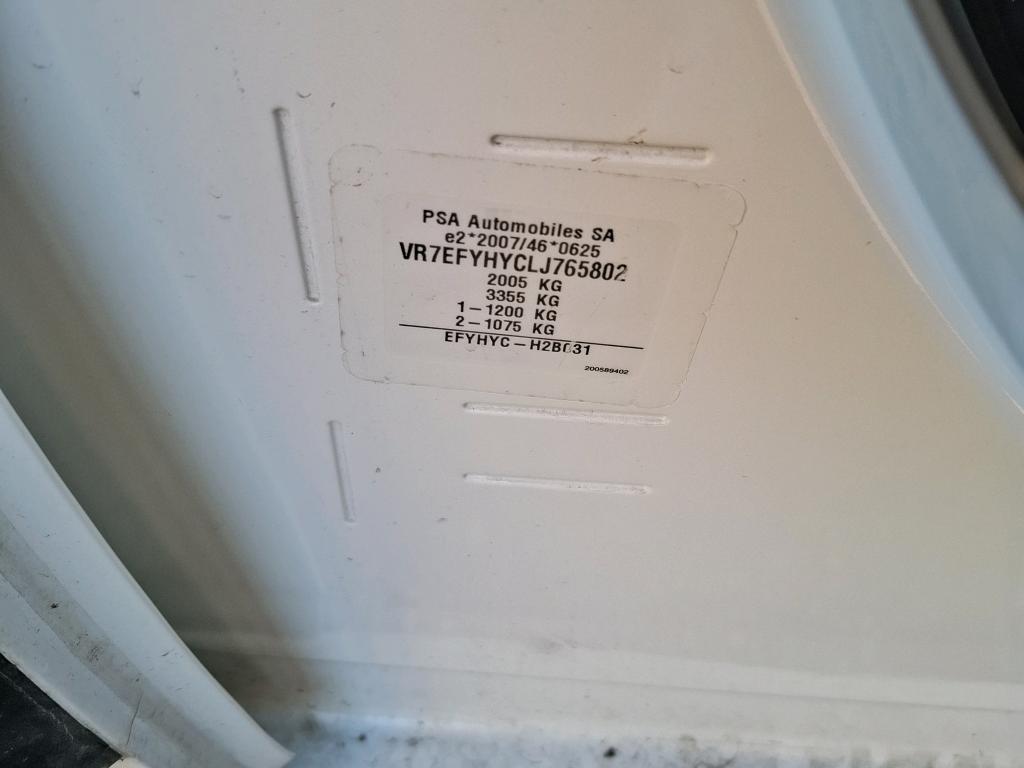 PSA Automobiles SA
e2*2007/46*0625
VR7EFYHYCLJ765802
2005 KG
3355 KG
1-1200 KG
2-1075 KG
EFYHYC-H2B031
200589402